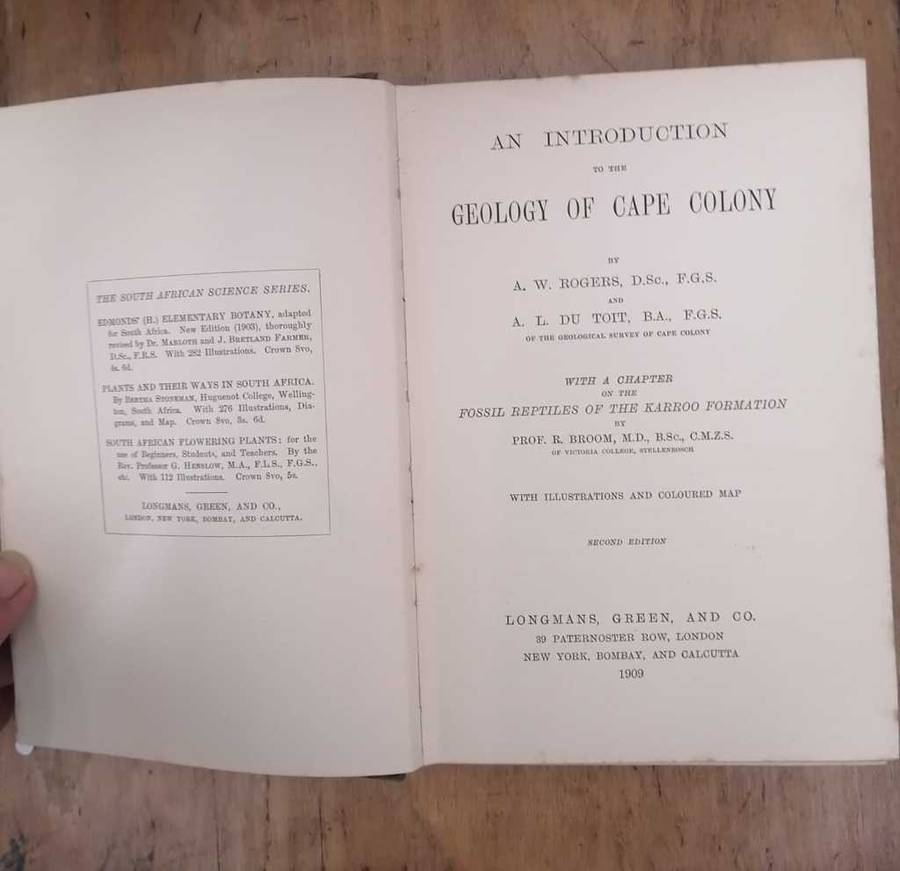 THE SOUTH AFRICAN SCIENCE SERIES.
EDMONDS' (H.) ELEMENTARY BOTANY, adapted
for South Africa. New Edition (1903), thoroughly
revised by Dr. MARLOTH and J. BRETLAND FARMER,
D.Sc., F.R.S. With 282 Illustrations. Crown 8vo,
4s. 6d.
PLANTS AND THEIR WAYS IN SOUTH AFRICA.
By BERTHA STONEMAN, Huguenot College, Welling-
ton, South Africa. With 276 Illustrations, Dia-
grams, and Map. Crown 8vo, 3s. 6d.
SOUTH AFRICAN FLOWERING PLANTS: for the
use of Beginners, Students, and Teachers. By the
Rev. Professor G. HENSLOW, M.A., F.L.S., F.G.S.,
etc. With 112 Illustrations. Crown 8vo, 5s.
LONGMANS, GREEN, AND CO.,
LONDON, NEW YORK, BOMBAY, AND CALCUTTA.
AN INTRODUCTION
TO THE
GEOLOGY OF CAPE COLONY
BY
A. W. ROGERS, D.Sc., F.G.S.
AND
A. L. DU TOIT, B.A., F.G.S.
OF THE GEOLOGICAL SURVEY OF CAPE COLONY
WITH A CHAPTER
ON THE
FOSSIL REPTILES OF THE KARROO FORMATION
BY
PROF. R. BROOM, M.D., B.Sc., C.M.Z.S.
OF VICTORIA COLLEGE, STELLENBOSCH
WITH ILLUSTRATIONS AND COLOURED MAP
SECOND EDITION
LONGMANS, GREEN, AND CO.
39 PATERNOSTER ROW, LONDON
NEW YORK, BOMBAY, AND CALCUTTA
1909